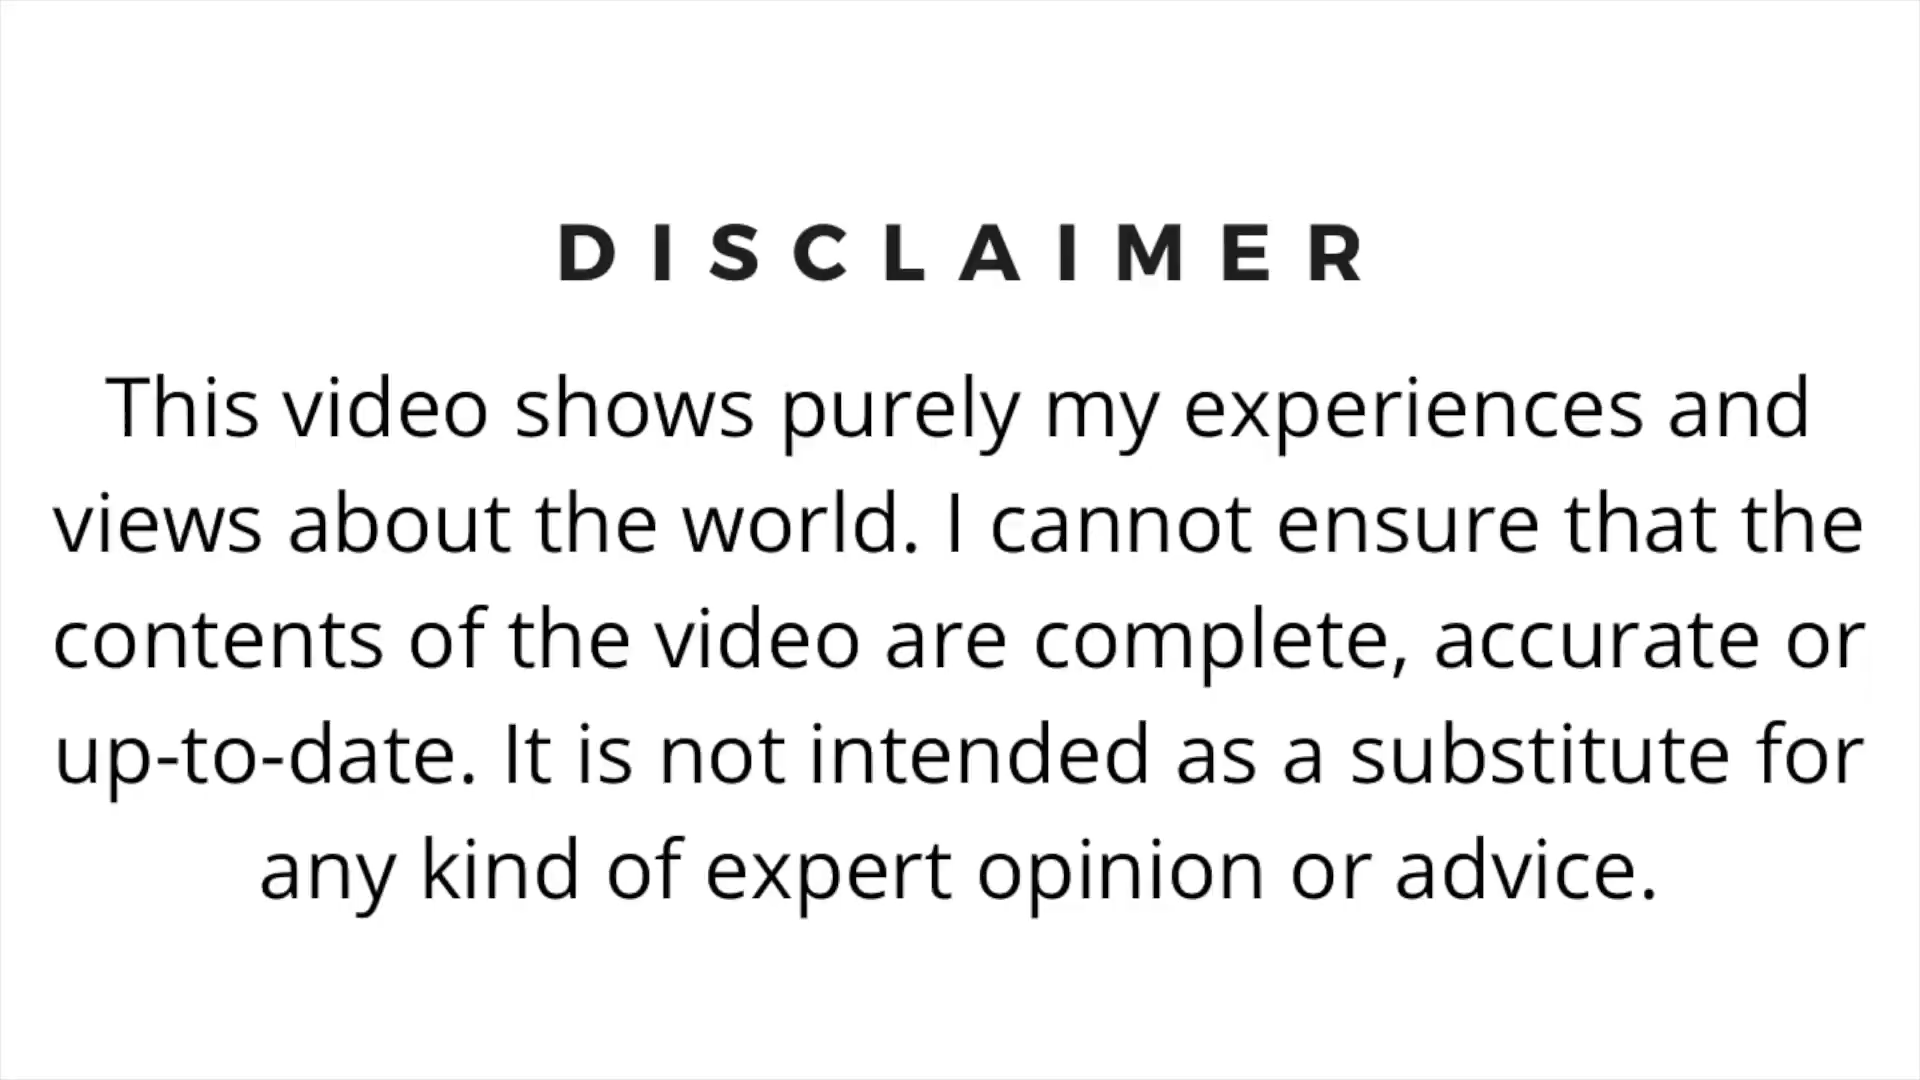 DISCLAIMER
This video shows purely my experiences and
views about the world. I cannot ensure that the
contents of the video are complete, accurate or
up-to-date. It is not intended as a substitute for
any kind of expert opinion or advice.